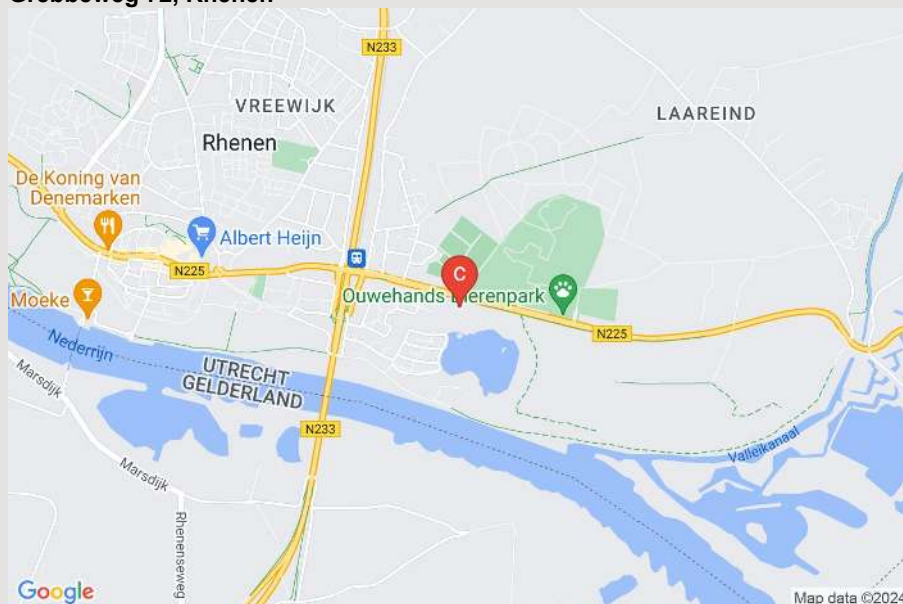 N233
VREEWIJK
LAAREIND
Rhenen
De Koning van
Denemarken
Albert Heijn
N225
C
Ouwehands Dierenpark
Moeke
N225
Nederrijn
UTRECHT
GELDERLAND
Marsdijk
N233
Valleikanaal
Marsdijk
Rhenenseweg
Google
Map data ©2024